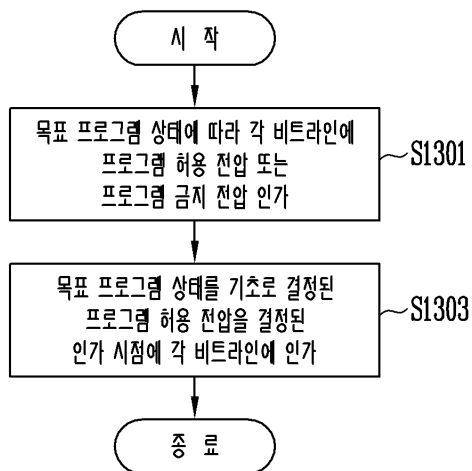 시 작
목표 프로그램 상태에 따라 각 비트라인에
프로그램 허용 전압 또는
프로그램 금지 전압 인가
S1301
목표 프로그램 상태를 기초로 결정된
프로그램 허용 전압을 결정된
인가 시점에 각 비트라인에 인가
S1303
종 료